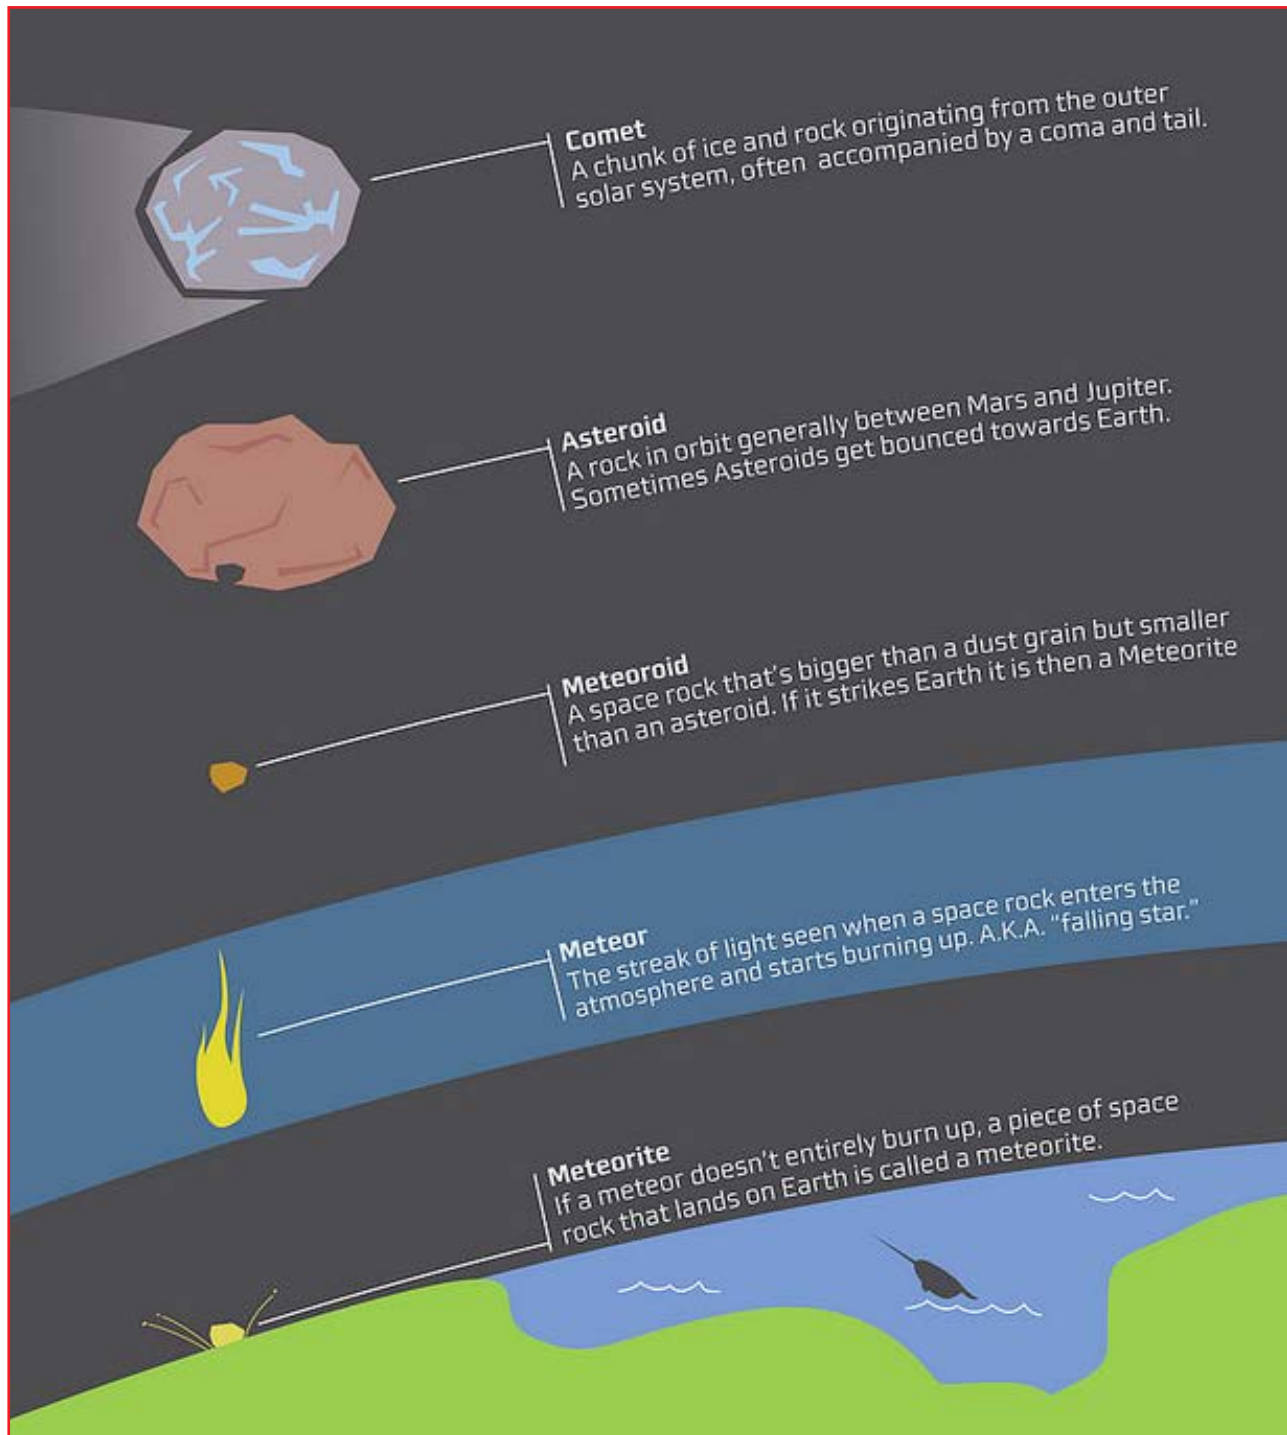 Comet
A chunk of ice and rock originating from the outer
solar system, often accompanied by a coma and tail.
Asteroid
A rock in orbit generally between Mars and Jupiter.
Sometimes Asteroids get bounced towards Earth.
Meteoroid
A space rock that's bigger than a dust grain but smaller
than an asteroid. If it strikes Earth it is then a Meteorite
Meteor
The streak of light seen when a space rock enters the
atmosphere and starts burning up. A.K.A. “falling star.”
Meteorite
If a meteor doesn't entirely burn up, a piece of space
rock that lands on Earth is called a meteorite.